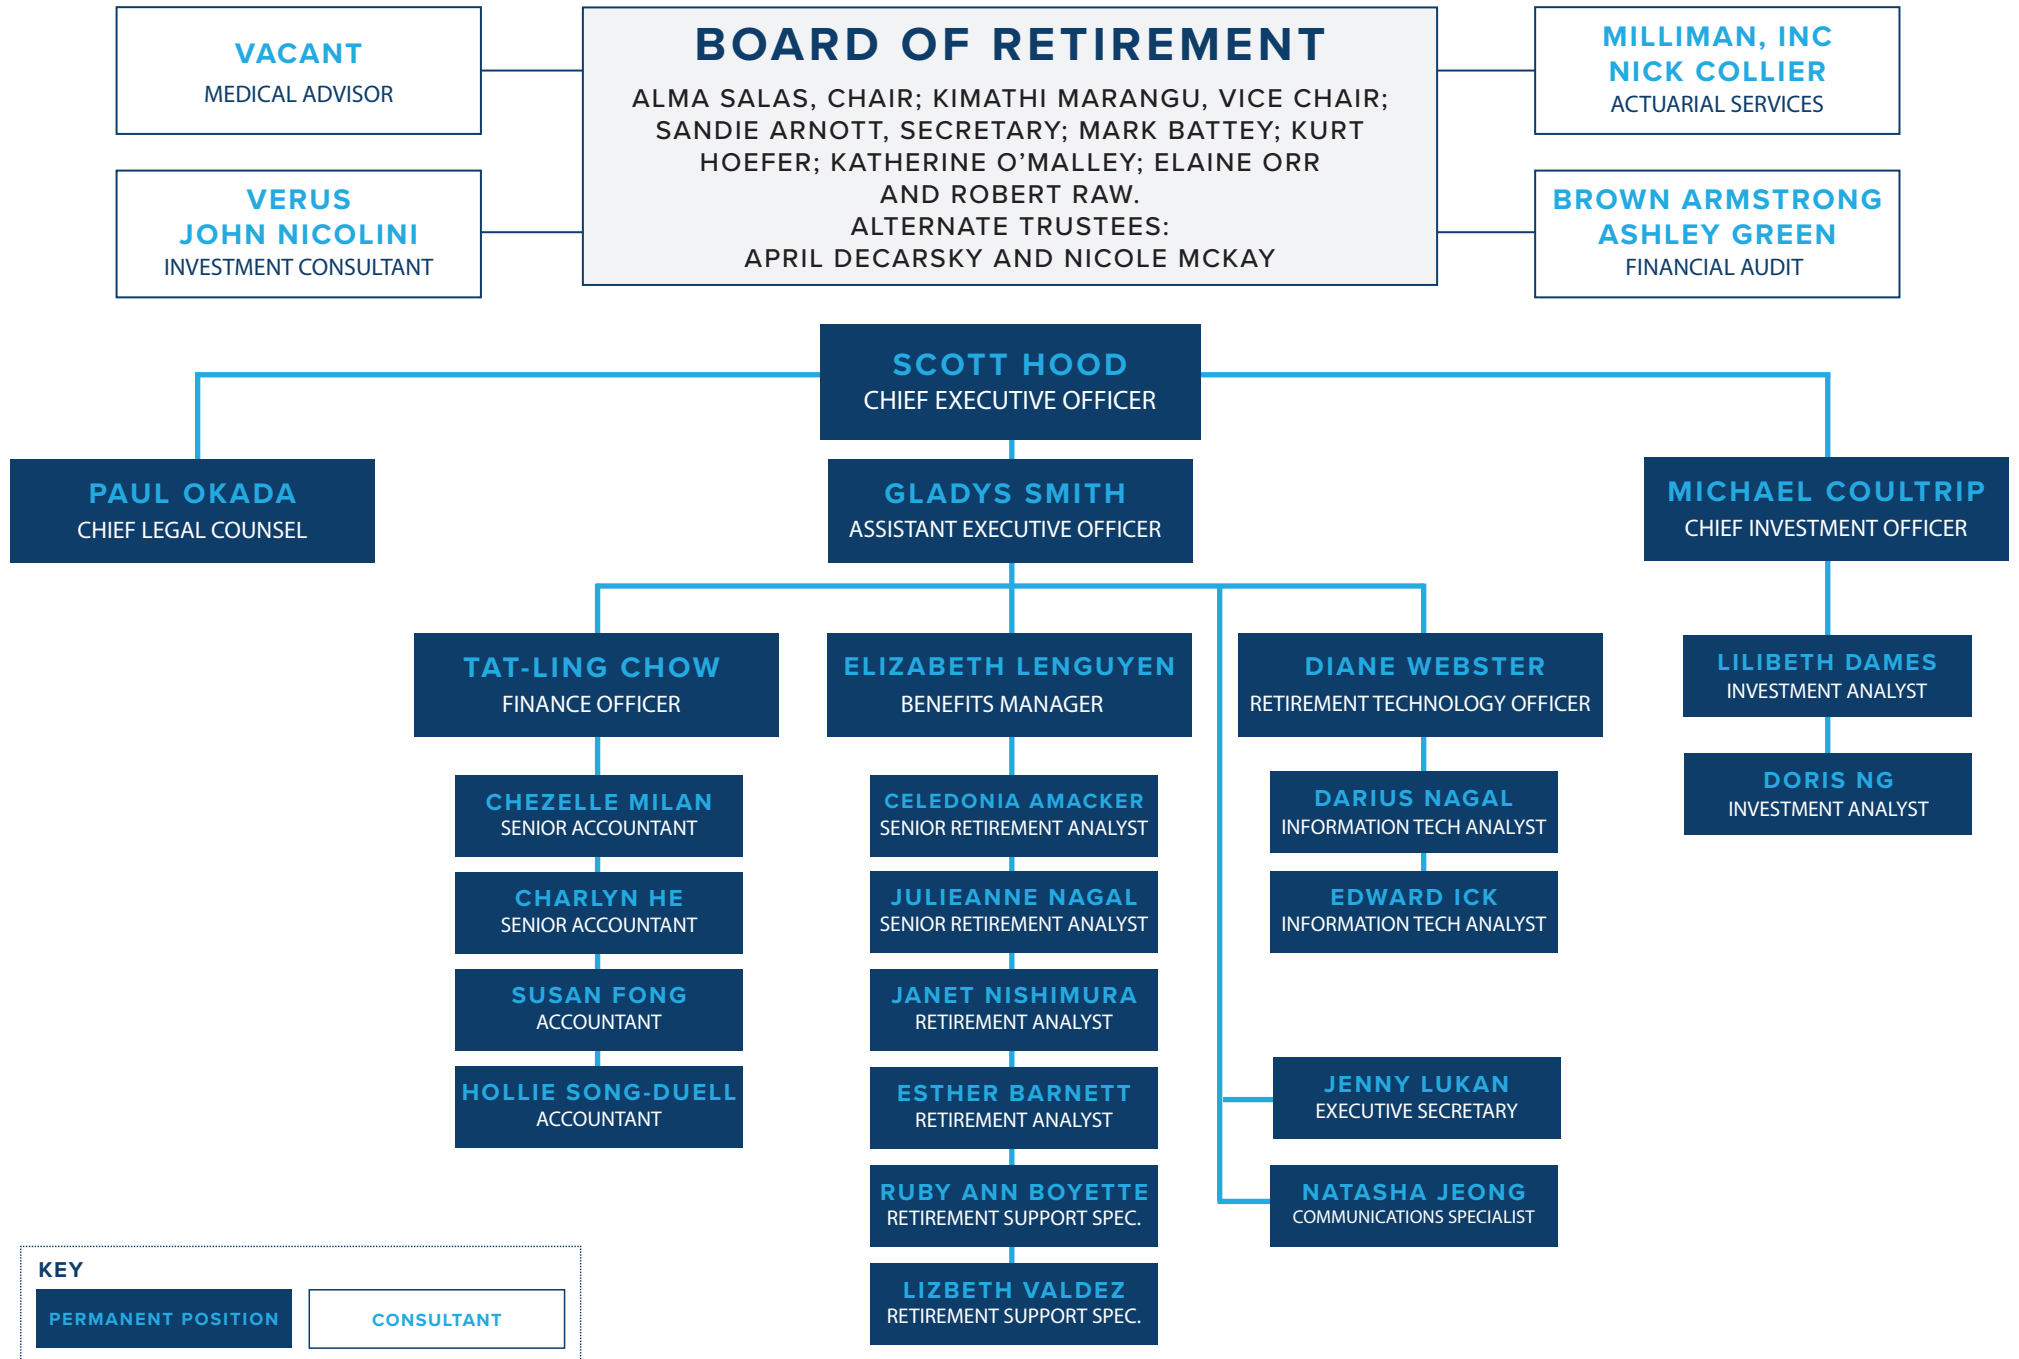 VACANT
MEDICAL ADVISOR
BOARD OF RETIREMENT
ALMA SALAS, CHAIR; KIMATHI MARANGU, VICE CHAIR;
SANDIE ARNOTT, SECRETARY; MARK BATTEY; KURT
HOEFER; KATHERINE O’MALLEY; ELAINE ORR
AND ROBERT RAW.
ALTERNATE TRUSTEES:
APRIL DECARSKY AND NICOLE MCKAY
MILLIMAN, INC
NICK COLLIER
ACTUARIAL SERVICES
VERUS
JOHN NICOLINI
INVESTMENT CONSULTANT
BROWN ARMSTRONG
ASHLEY GREEN
FINANCIAL AUDIT
SCOTT HOOD
CHIEF EXECUTIVE OFFICER
PAUL OKADA
CHIEF LEGAL COUNSEL
GLADYS SMITH
ASSISTANT EXECUTIVE OFFICER
MICHAEL COULTRIP
CHIEF INVESTMENT OFFICER
TAT-LING CHOW
FINANCE OFFICER
ELIZABETH LENGUYEN
BENEFITS MANAGER
DIANE WEBSTER
RETIREMENT TECHNOLOGY OFFICER
LILIBETH DAMES
INVESTMENT ANALYST
DORIS NG
INVESTMENT ANALYST
CHEZELLE MILAN
SENIOR ACCOUNTANT
CHARLYN HE
SENIOR ACCOUNTANT
SUSAN FONG
ACCOUNTANT
HOLLIE SONG-DUELL
ACCOUNTANT
CELEDONIA AMACKER
SENIOR RETIREMENT ANALYST
JULIEANNE NAGAL
SENIOR RETIREMENT ANALYST
JANET NISHIMURA
RETIREMENT ANALYST
ESTHER BARNETT
RETIREMENT ANALYST
RUBY ANN BOYETTE
RETIREMENT SUPPORT SPEC.
LIZBETH VALDEZ
RETIREMENT SUPPORT SPEC.
DARIUS NAGAL
INFORMATION TECH ANALYST
EDWARD ICK
INFORMATION TECH ANALYST
JENNY LUKAN
EXECUTIVE SECRETARY
NATASHA JEONG
COMMUNICATIONS SPECIALIST
KEY
PERMANENT POSITION
CONSULTANT